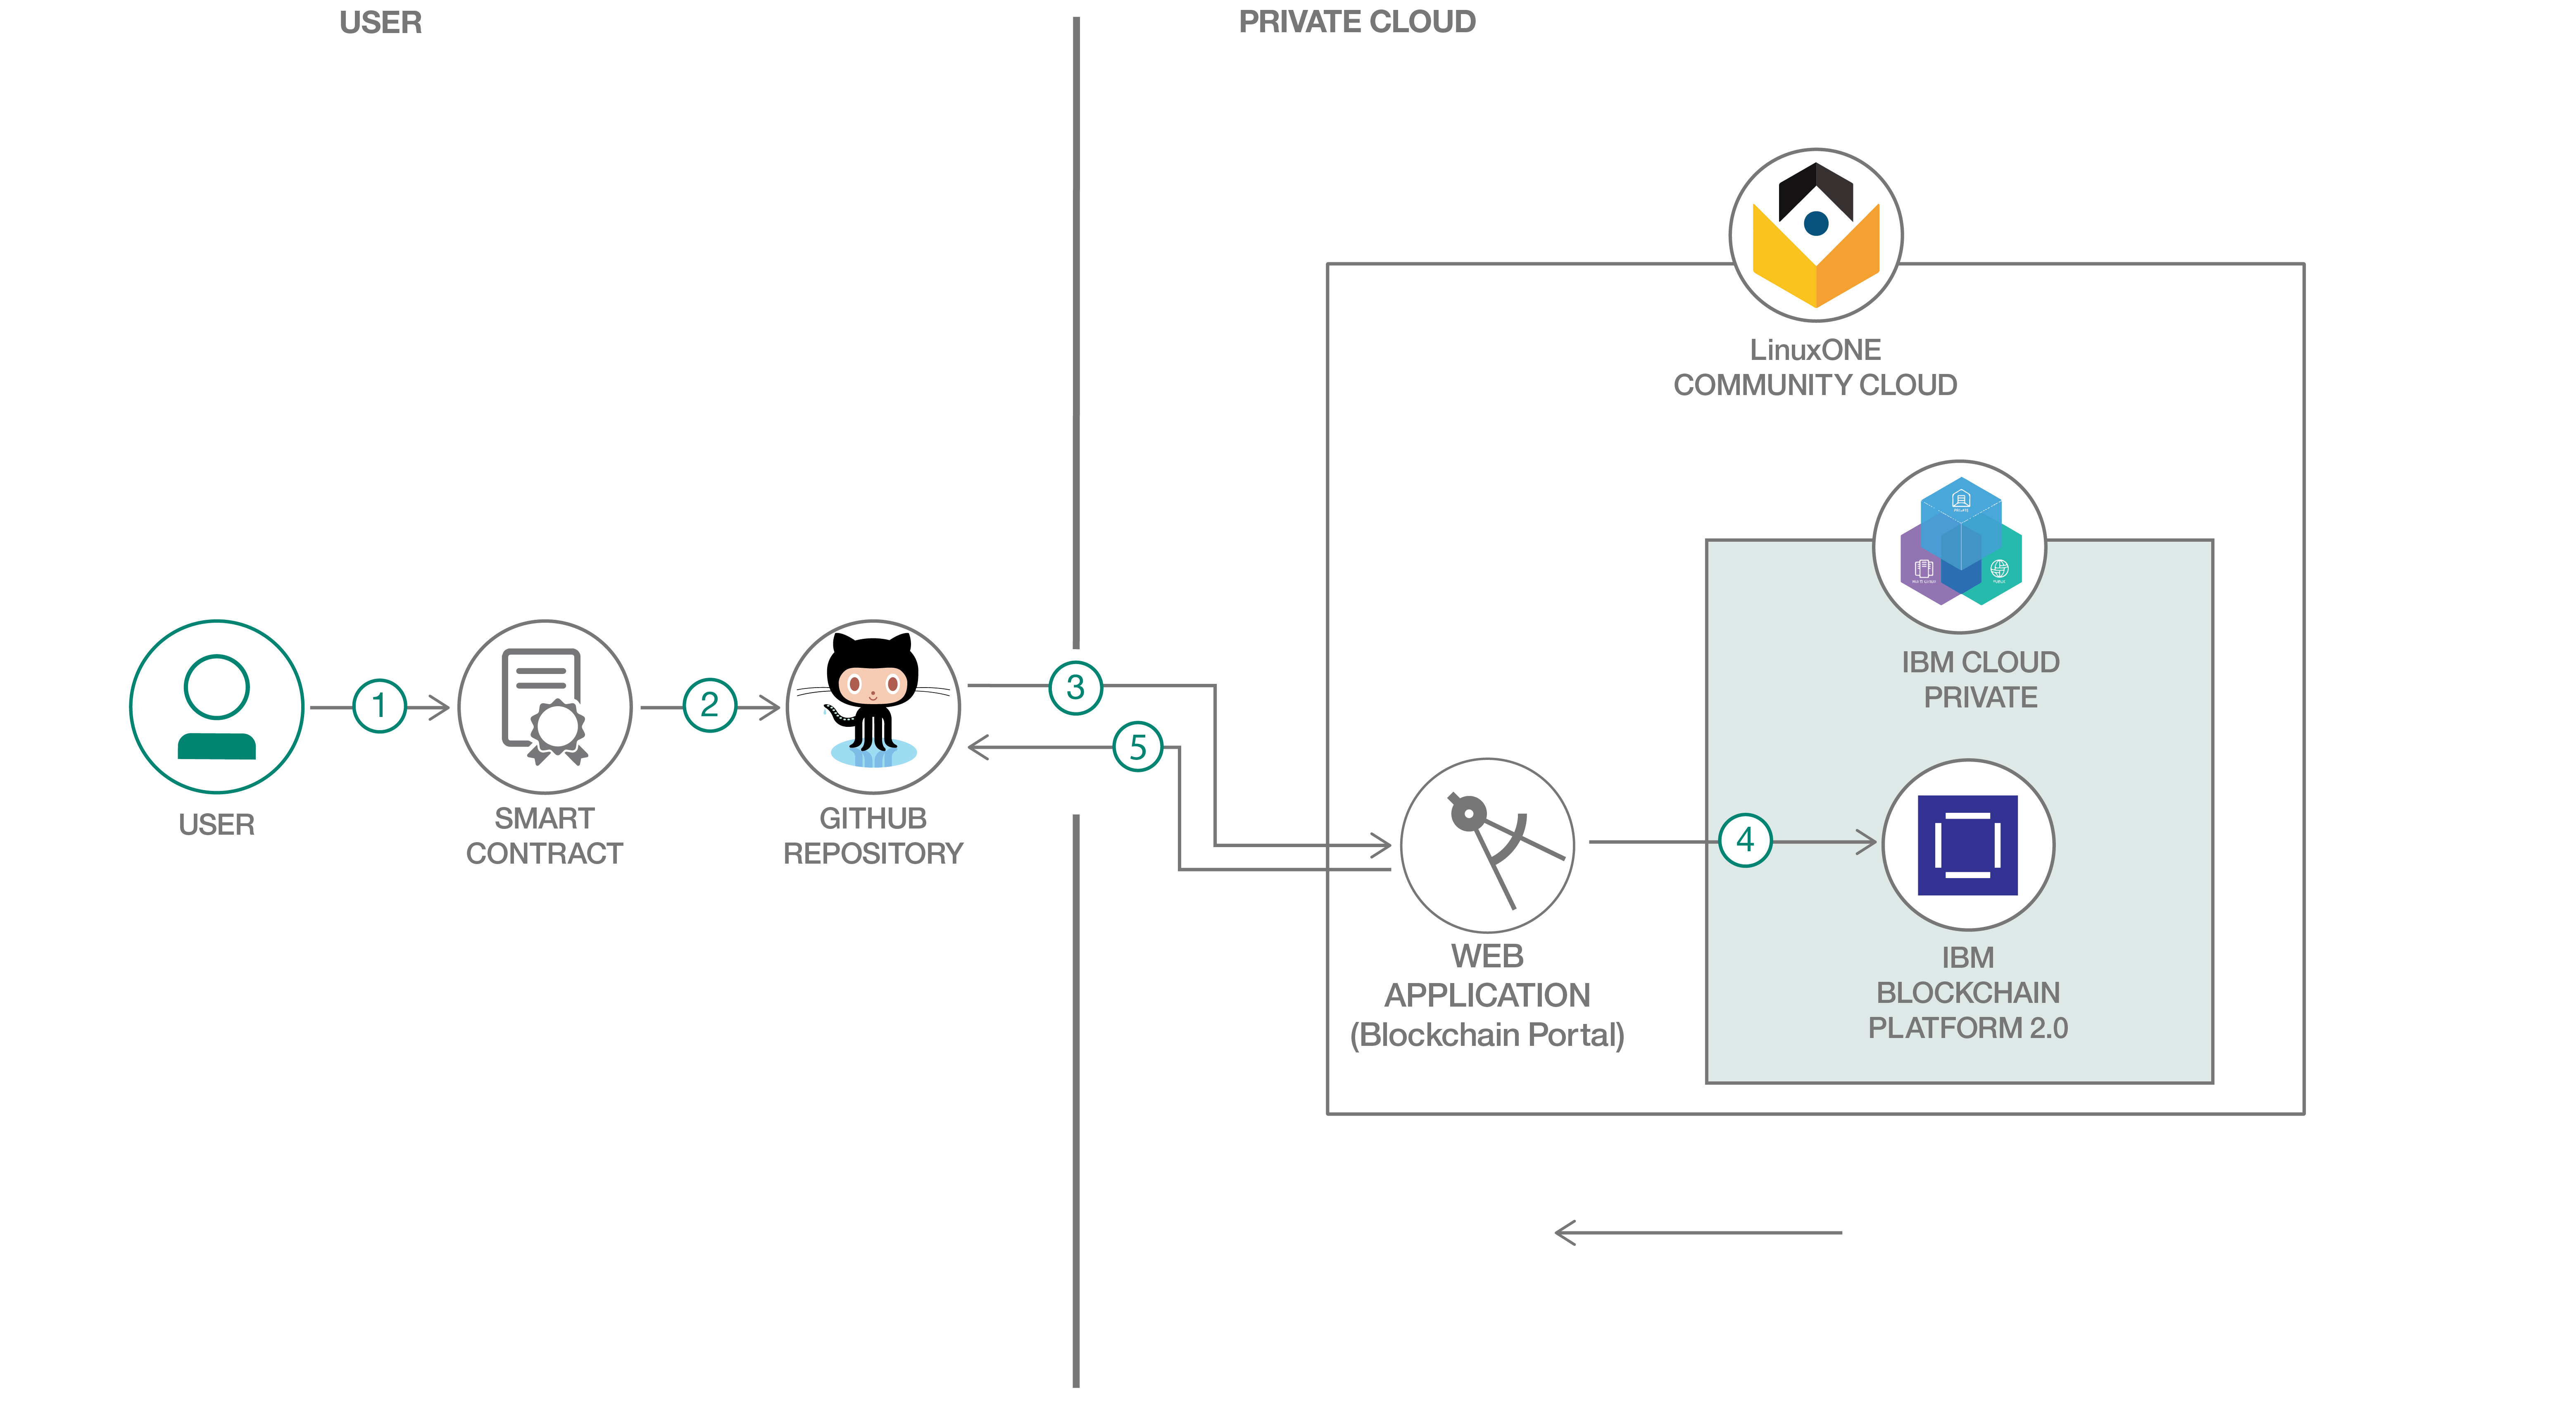 USER
PRIVATE CLOUD
LinuxONE
COMMUNITY CLOUD
IBM CLOUD
PRIVATE
1
2
3
5
4
USER
SMART
CONTRACT
GITHUB
REPOSITORY
WEB
APPLICATION
(Blockchain Portal)
IBM
BLOCKCHAIN
PLATFORM 2.0